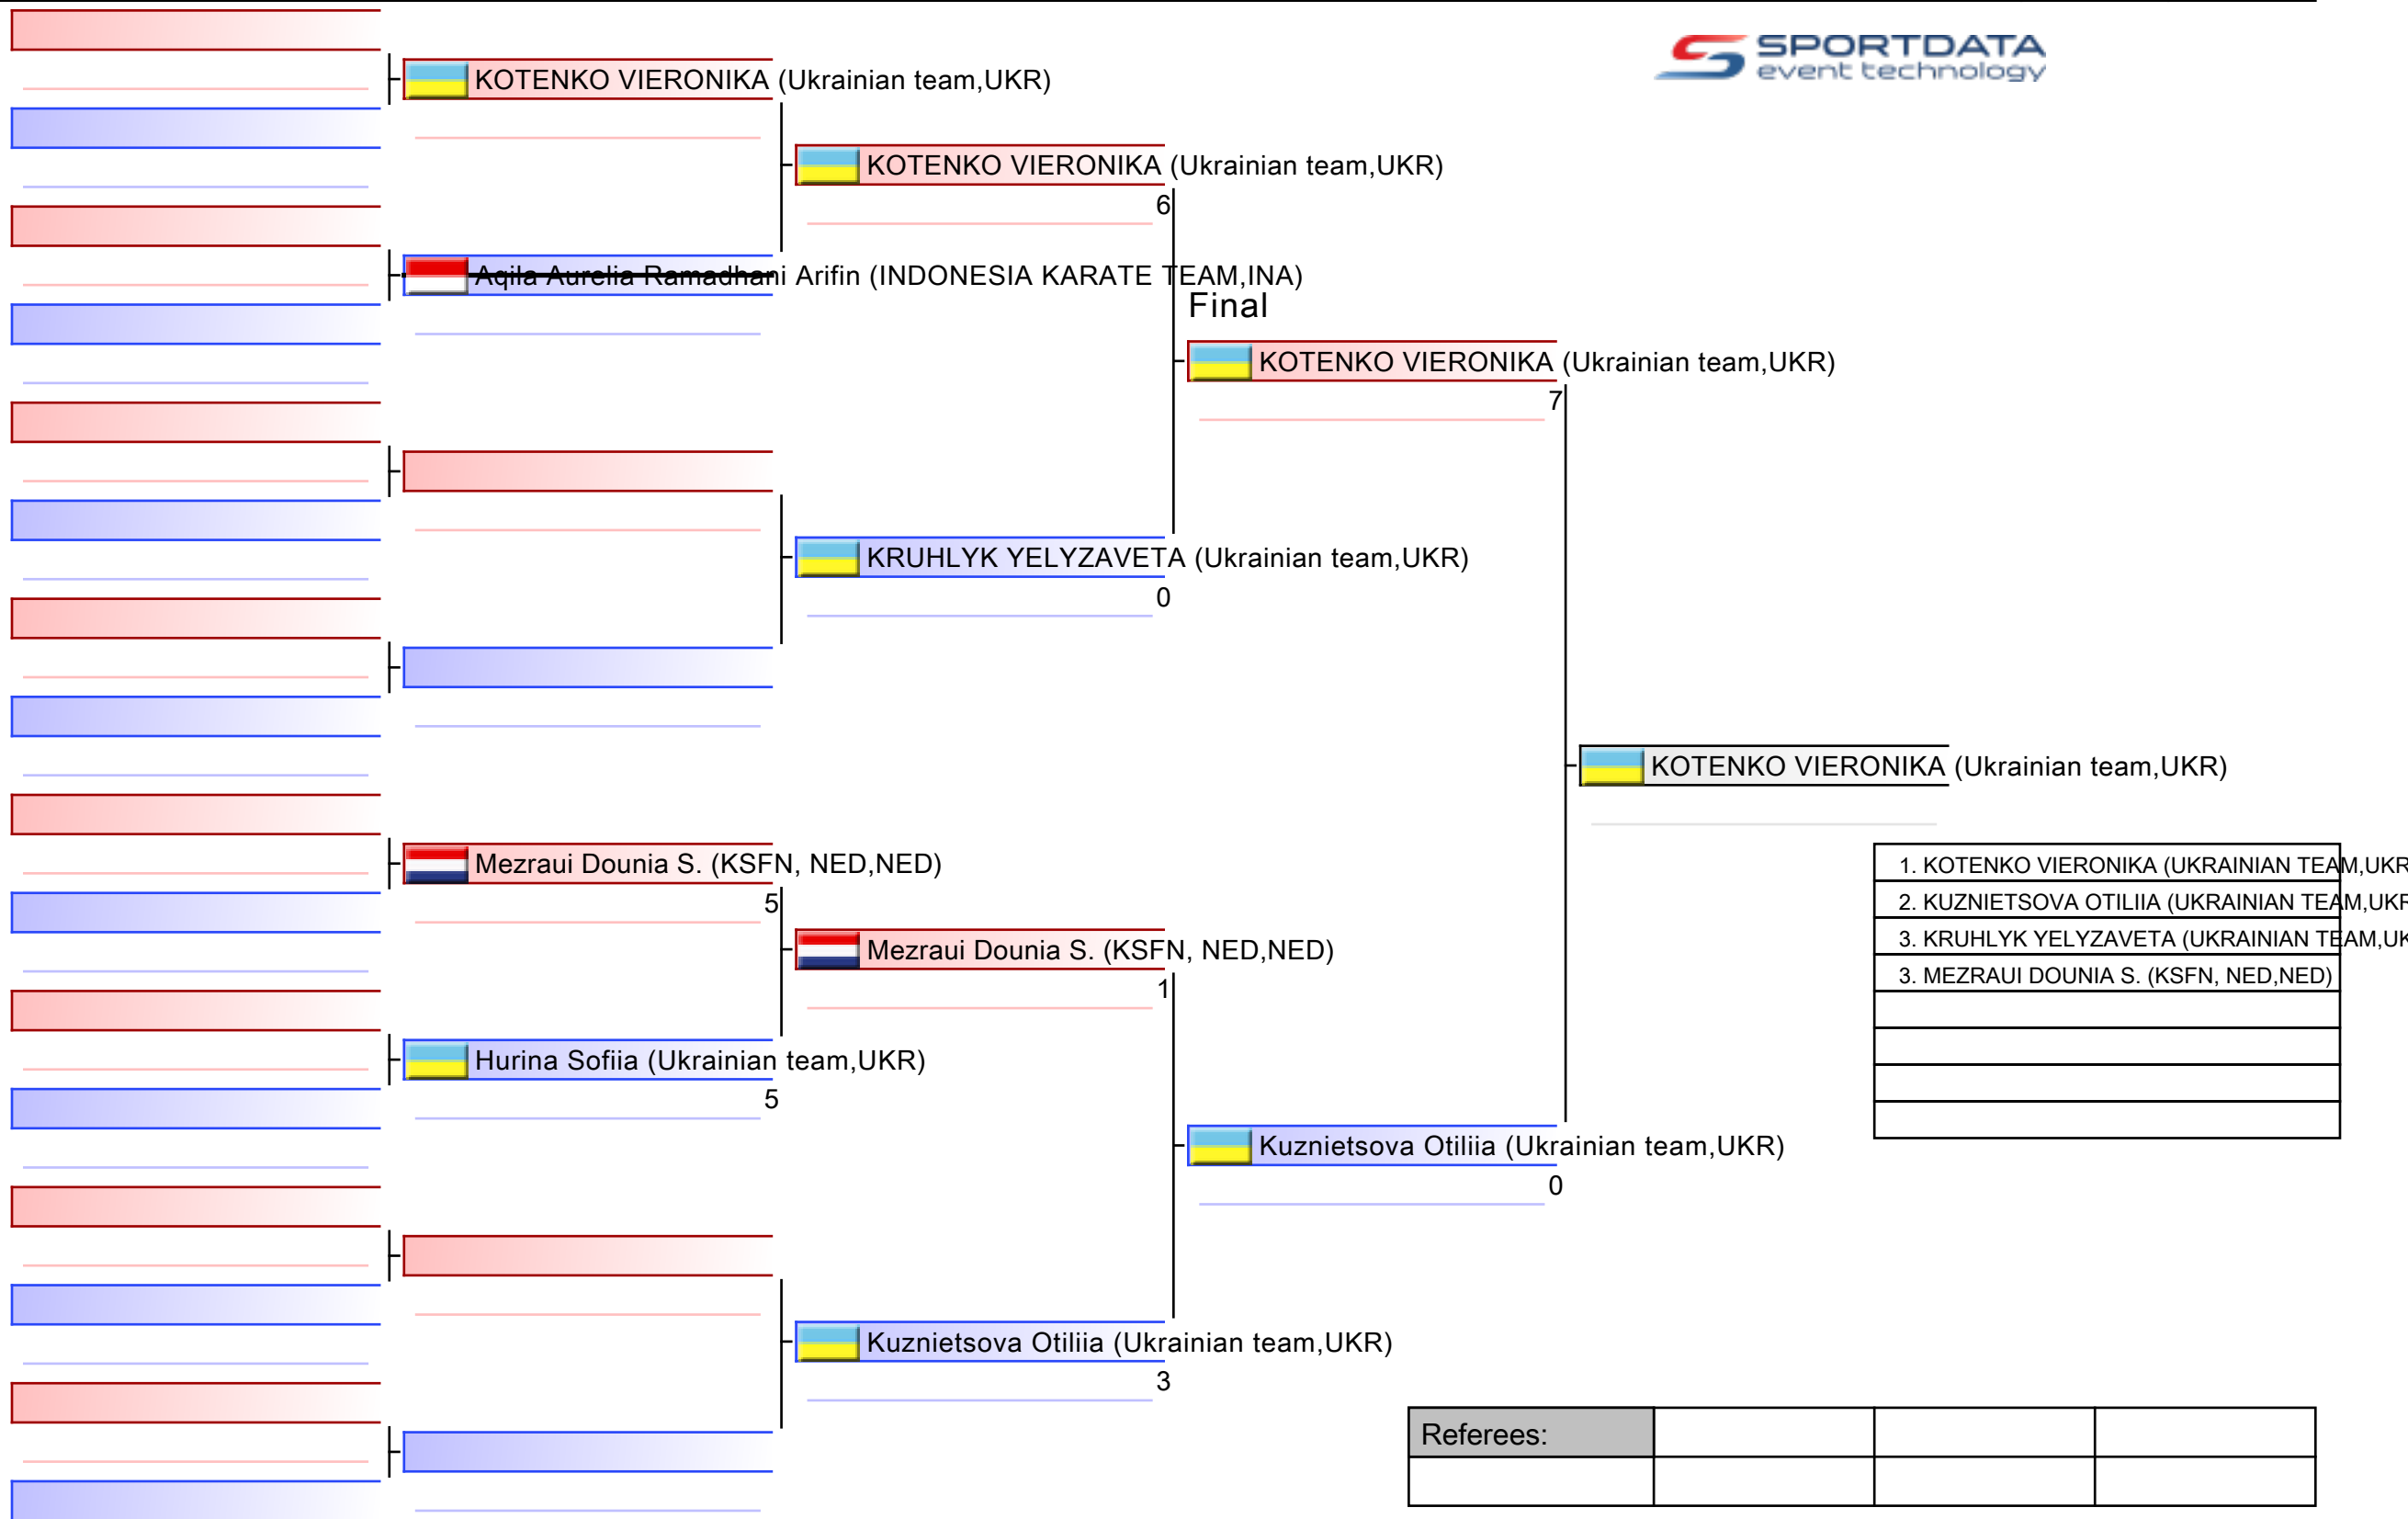 SPORTDATA
event technology
KOTENKO VIERONIKA (Ukrainian team,UKR)
KOTENKO VIERONIKA (Ukrainian team,UKR)
6
Aqila Aurelia Ramadhani Arifin (INDONESIA KARATE TEAM,INA)
Final
KOTENKO VIERONIKA (Ukrainian team,UKR)
7
KRUHLYK YELYZAVETA (Ukrainian team,UKR)
0
KOTENKO VIERONIKA (Ukrainian team,UKR)
Mezraui Dounia S. (KSFN, NED,NED)
5
Mezraui Dounia S. (KSFN, NED,NED)
1
Hurina Sofiia (Ukrainian team,UKR)
5
Kuznietsova Otiliia (Ukrainian team,UKR)
0
Kuznietsova Otiliia (Ukrainian team,UKR)
3
1. KOTENKO VIERONIKA (UKRAINIAN TEAM,UKR
2. KUZNIETSOVA OTILIIA (UKRAINIAN TEAM,UKR
3. KRUHLYK YELYZAVETA (UKRAINIAN TEAM,UK
3. MEZRAUI DOUNIA S. (KSFN, NED,NED)
Referees: